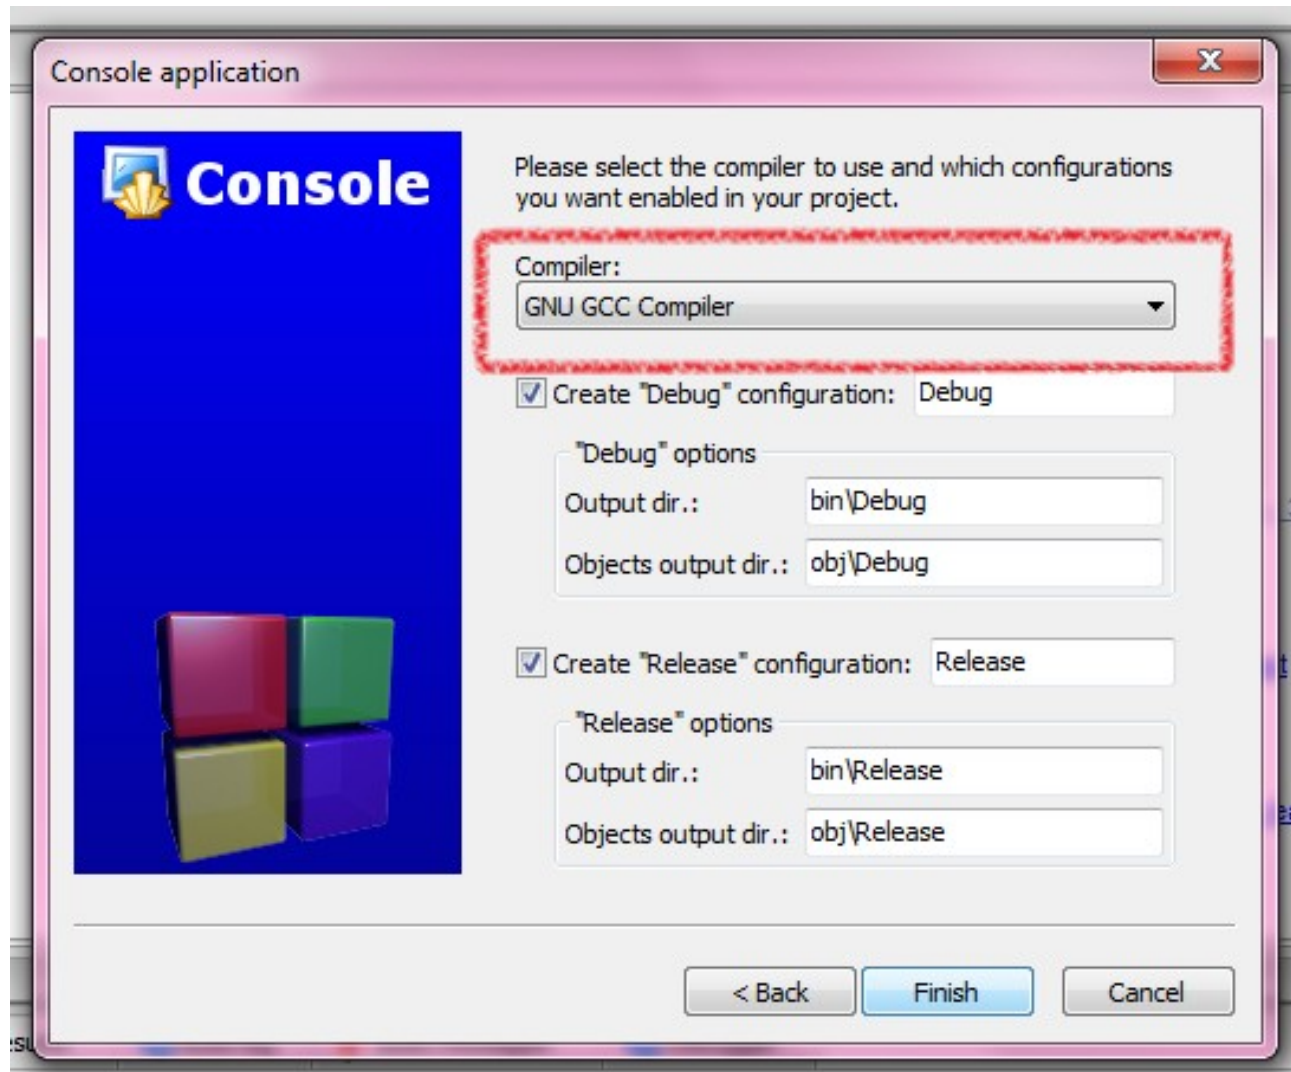 Console application
Console
Please select the compiler to use and which configurations
you want enabled in your project.
Compiler:
GNU GCC Compiler
Create "Debug" configuration: Debug
"Debug" options
Output dir.: bin\Debug
Objects output dir.: obj\Debug
Create "Release" configuration: Release
"Release" options
Output dir.: bin\Release
Objects output dir.: obj\Release
< Back Finish Cancel